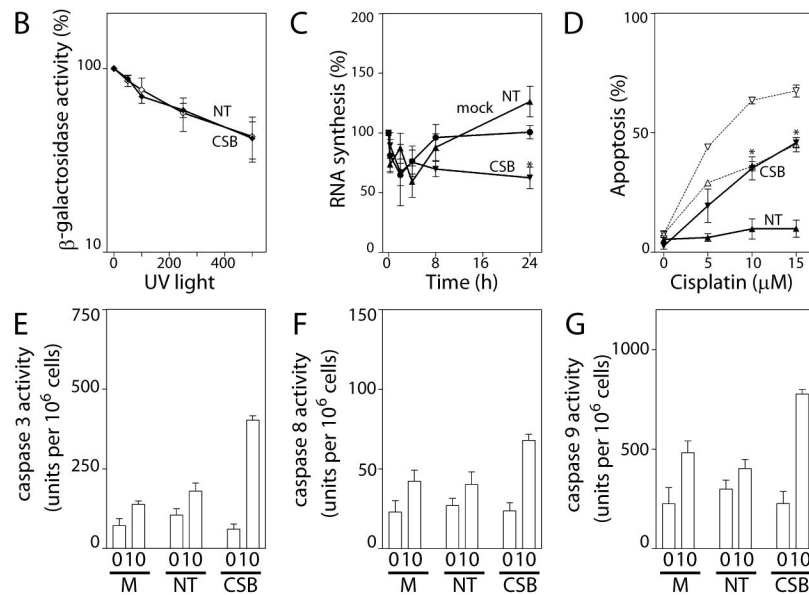 B
β-galactosidase activity (%)
100
10
NT
CSB
0
200
400
UV light
C
RNA synthesis (%)
200
150
100
50
0
mock
NT
CSB
*
0
8
16
24
Time (h)
D
Apoptosis (%)
100
50
0
*
*
CSB
NT
0
5
10
15
Cisplatin (μM)
E
caspase 3 activity
(units per 10⁶ cells)
750
500
250
0
0 10
0 10
0 10
M
NT
CSB
F
caspase 8 activity
(units per 10⁶ cells)
150
100
50
0
0 10
0 10
0 10
M
NT
CSB
G
caspase 9 activity
(units per 10⁶ cells)
1000
500
0
0 10
0 10
0 10
M
NT
CSB